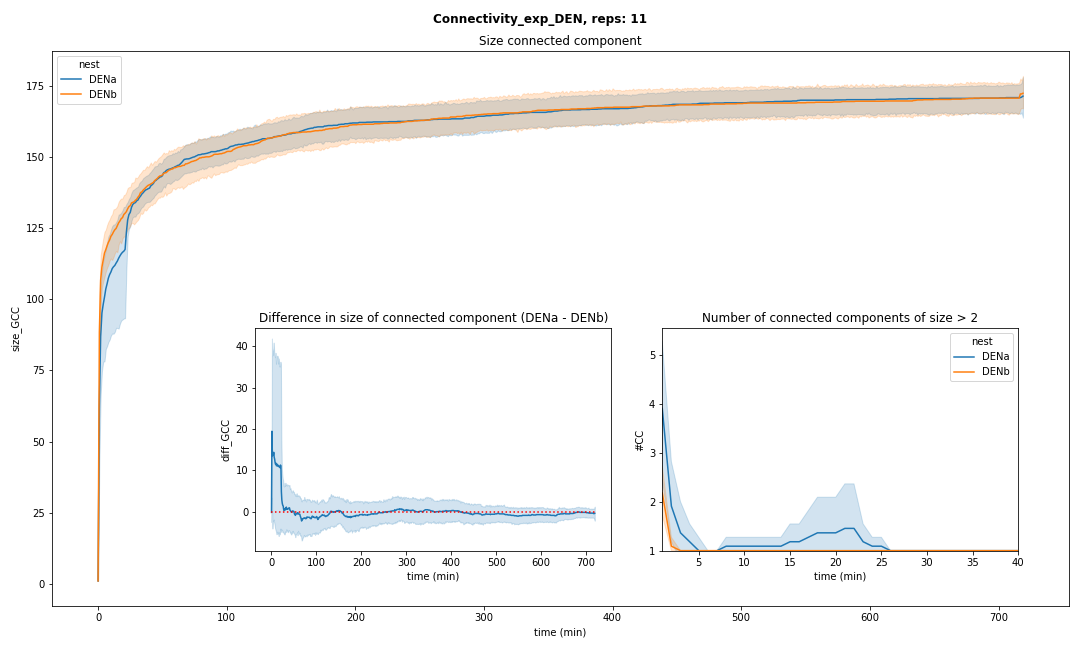 Connectivity_exp_DEN, reps: 11
Size connected component
nest
DENa
DENb
size_GCC
175
150
125
100
75
50
25
0
0 100 200 300 400 500 600 700
time (min)
Difference in size of connected component (DENa - DENb)
diff_GCC
40
30
20
10
0
0 100 200 300 400 500 600 700
time (min)
Number of connected components of size > 2
nest
DENa
DENb
#CC
5
4
3
2
1
5 10 15 20 25 30 35 40
time (min)